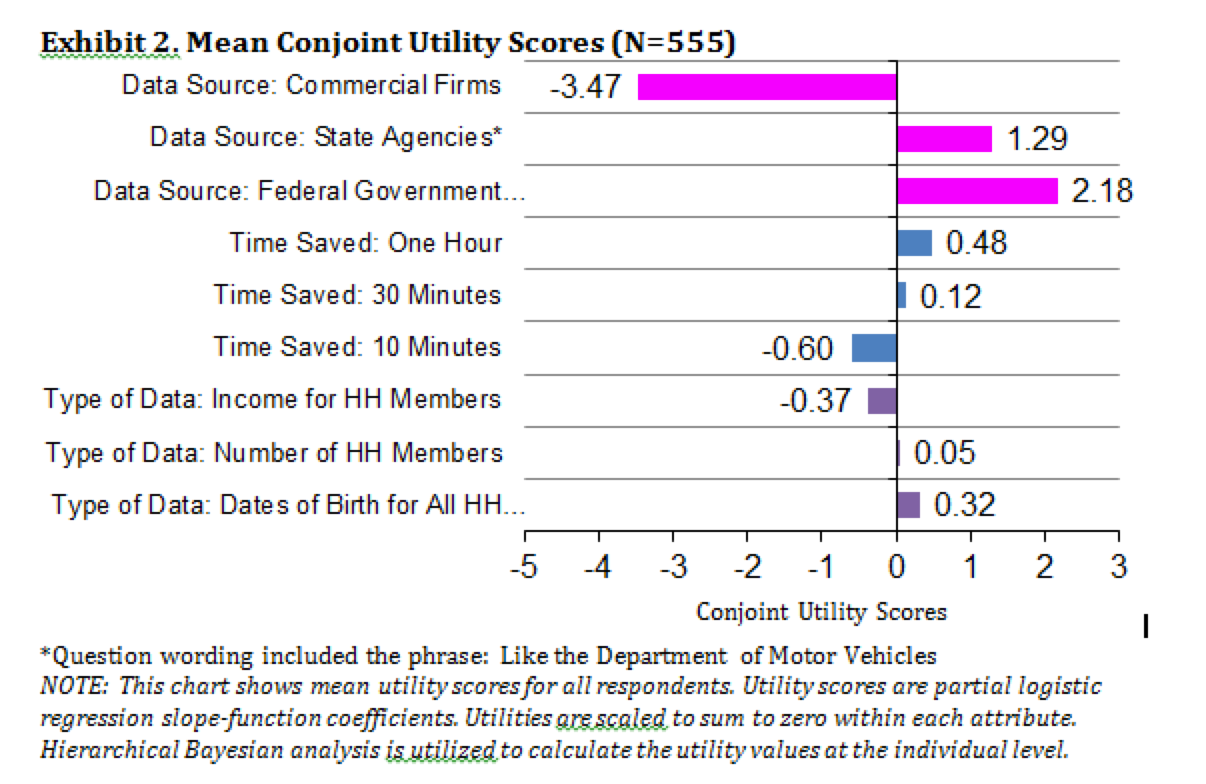 Exhibit 2. Mean Conjoint Utility Scores (N=555)
Data Source: Commercial Firms -3.47
Data Source: State Agencies* 1.29
Data Source: Federal Government... 2.18
Time Saved: One Hour 0.48
Time Saved: 30 Minutes 0.12
Time Saved: 10 Minutes -0.60
Type of Data: Income for HH Members -0.37
Type of Data: Number of HH Members 0.05
Type of Data: Dates of Birth for All HH... 0.32
-5 -4 -3 -2 -1 0 1 2 3
Conjoint Utility Scores
*Question wording included the phrase: Like the Department of Motor Vehicles
NOTE: This chart shows mean utility scores for all respondents. Utility scores are partial logistic
regression slope-function coefficients. Utilities are scaled to sum to zero within each attribute.
Hierarchical Bayesian analysis is utilized to calculate the utility values at the individual level.